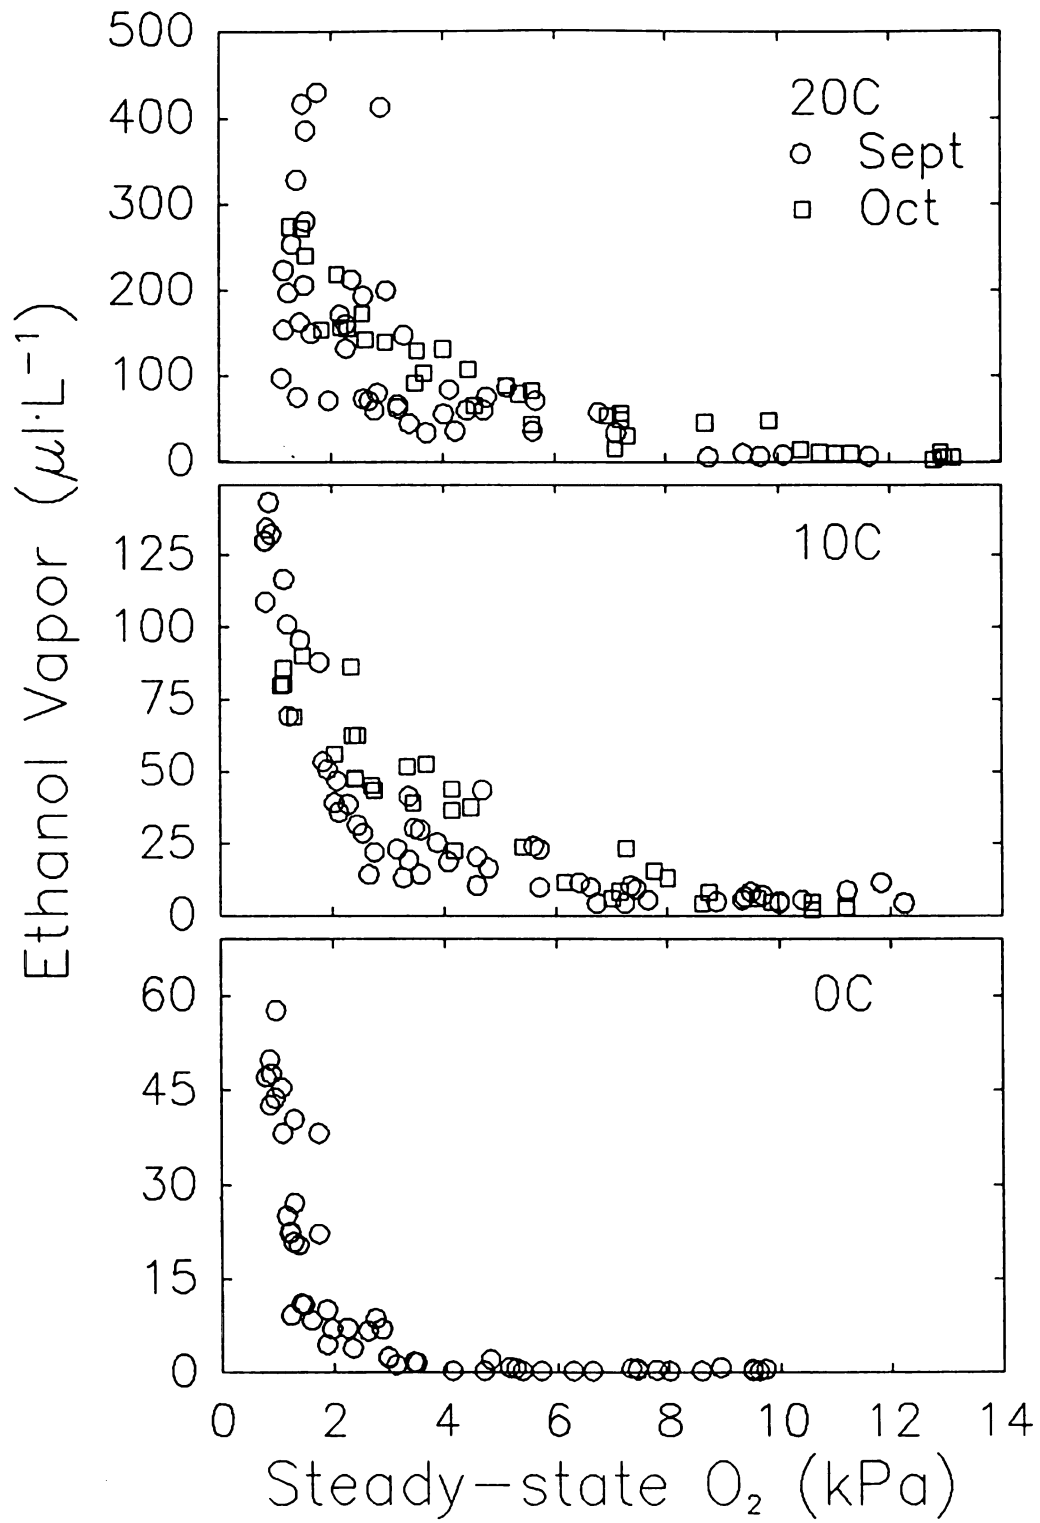 Ethanol Vapor (μl·L⁻¹)
500
400
300
200
100
0
20C
Sept
Oct
125
100
75
50
25
0
10C
60
45
30
15
0
0C
0 2 4 6 8 10 12 14
Steady-state O₂ (kPa)